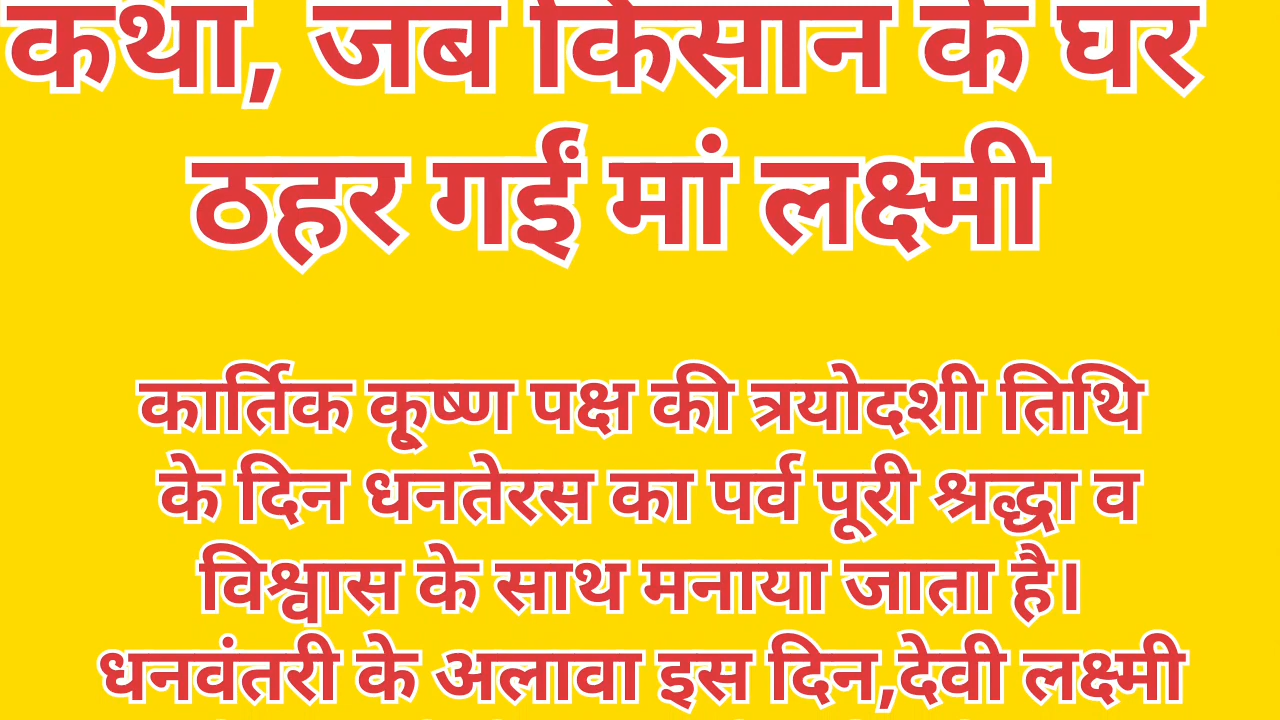 कथा, जब किसान के घर
ठहर गईं मां लक्ष्मी
कार्तिक कृष्ण पक्ष की त्रयोदशी तिथि
के दिन धनतेरस का पर्व पूरी श्रद्धा व
विश्वास के साथ मनाया जाता है।
धनवंतरी के अलावा इस दिन,देवी लक्ष्मी